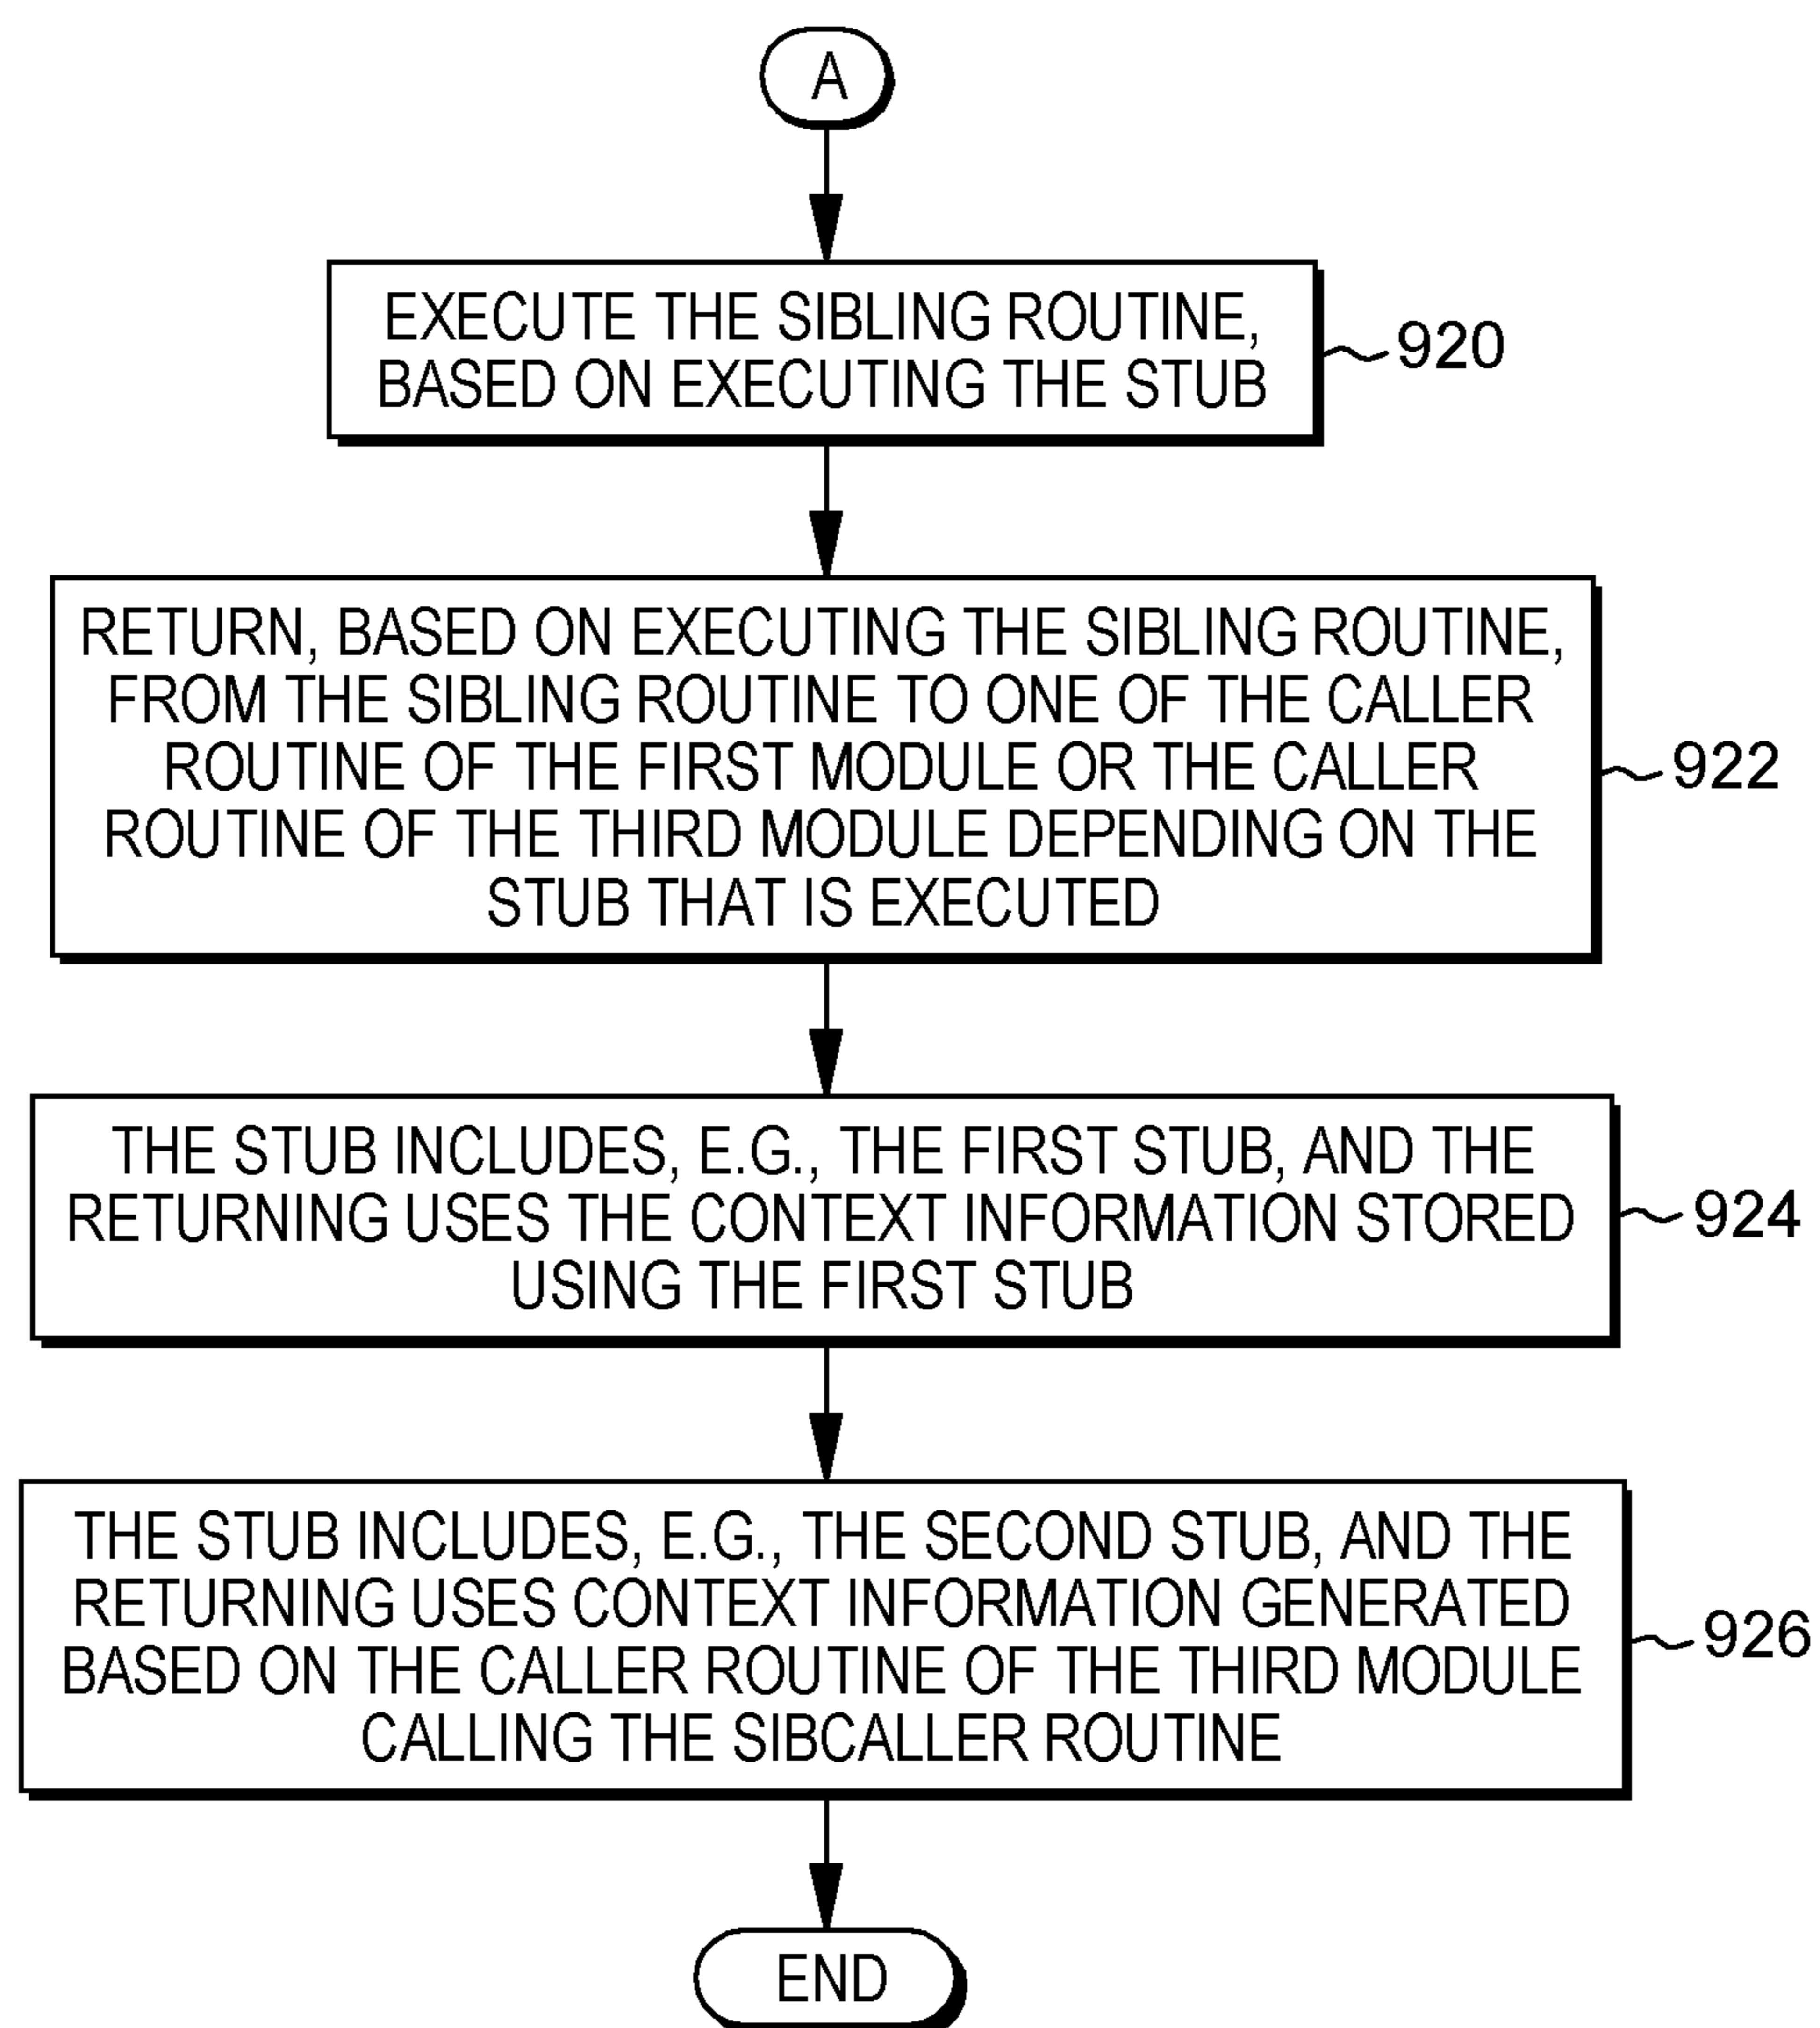 A
EXECUTE THE SIBLING ROUTINE,
BASED ON EXECUTING THE STUB
920
RETURN, BASED ON EXECUTING THE SIBLING ROUTINE,
FROM THE SIBLING ROUTINE TO ONE OF THE CALLER
ROUTINE OF THE FIRST MODULE OR THE CALLER
ROUTINE OF THE THIRD MODULE DEPENDING ON THE
STUB THAT IS EXECUTED
922
THE STUB INCLUDES, E.G., THE FIRST STUB, AND THE
RETURNING USES THE CONTEXT INFORMATION STORED
USING THE FIRST STUB
924
THE STUB INCLUDES, E.G., THE SECOND STUB, AND THE
RETURNING USES CONTEXT INFORMATION GENERATED
BASED ON THE CALLER ROUTINE OF THE THIRD MODULE
CALLING THE SIBCALLER ROUTINE
926
END